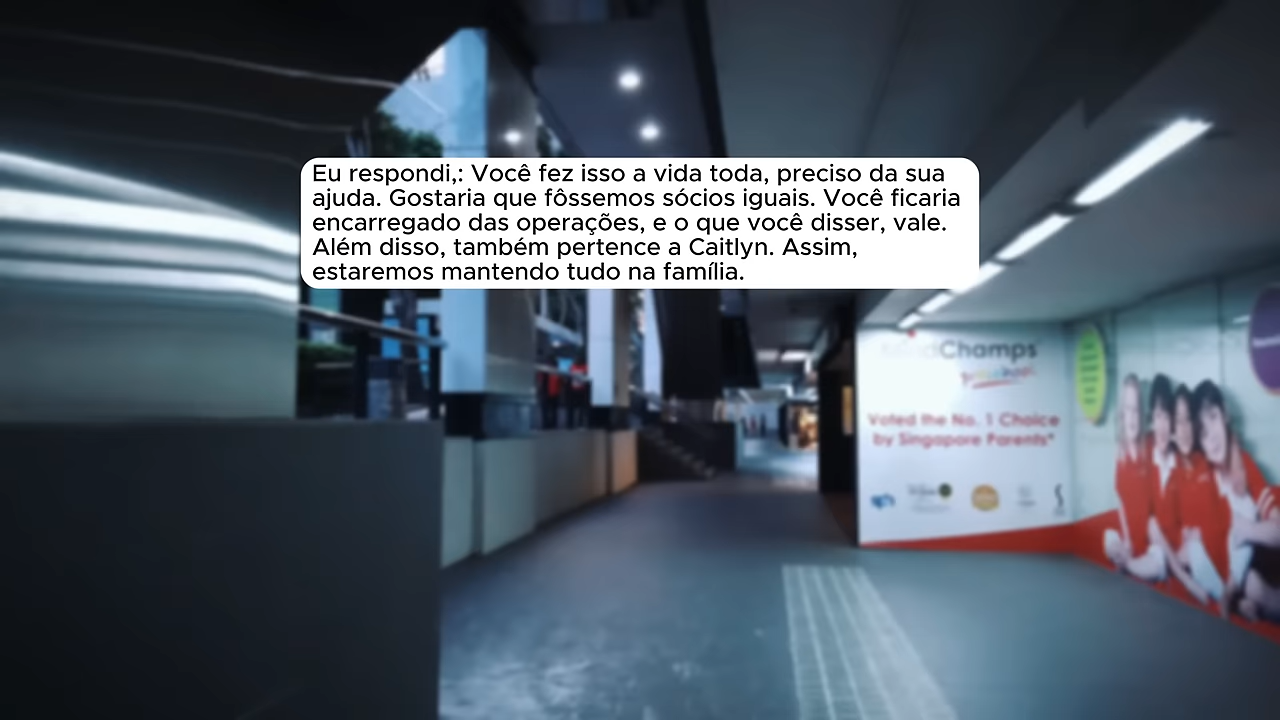 Eu respondi,: Você fez isso a vida toda, preciso da sua
ajuda. Gostaria que fôssemos sócios iguais. Você ficaria
encarregado das operações, e o que você disser, vale.
Além disso, também pertence a Caitlyn. Assim,
estaremos mantendo tudo na família.
Champs
Voted the No. 1 Choice
by Singapore Parents*